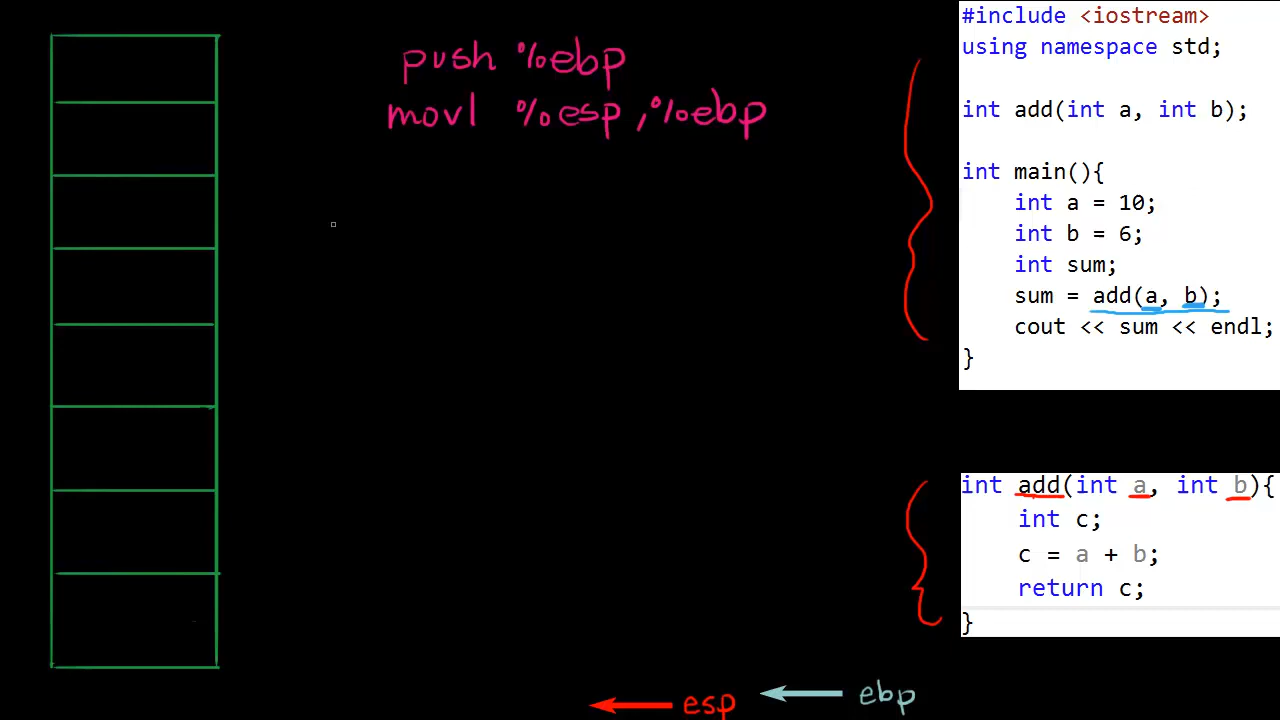 push %ebp
movl %esp,%ebp
#include <iostream>
using namespace std;
int add(int a, int b);
int main(){
int a = 10;
int b = 6;
int sum;
sum = add(a, b);
cout << sum << endl;
}
int add(int a, int b){
int c;
c = a + b;
return c;
}
esp
ebp